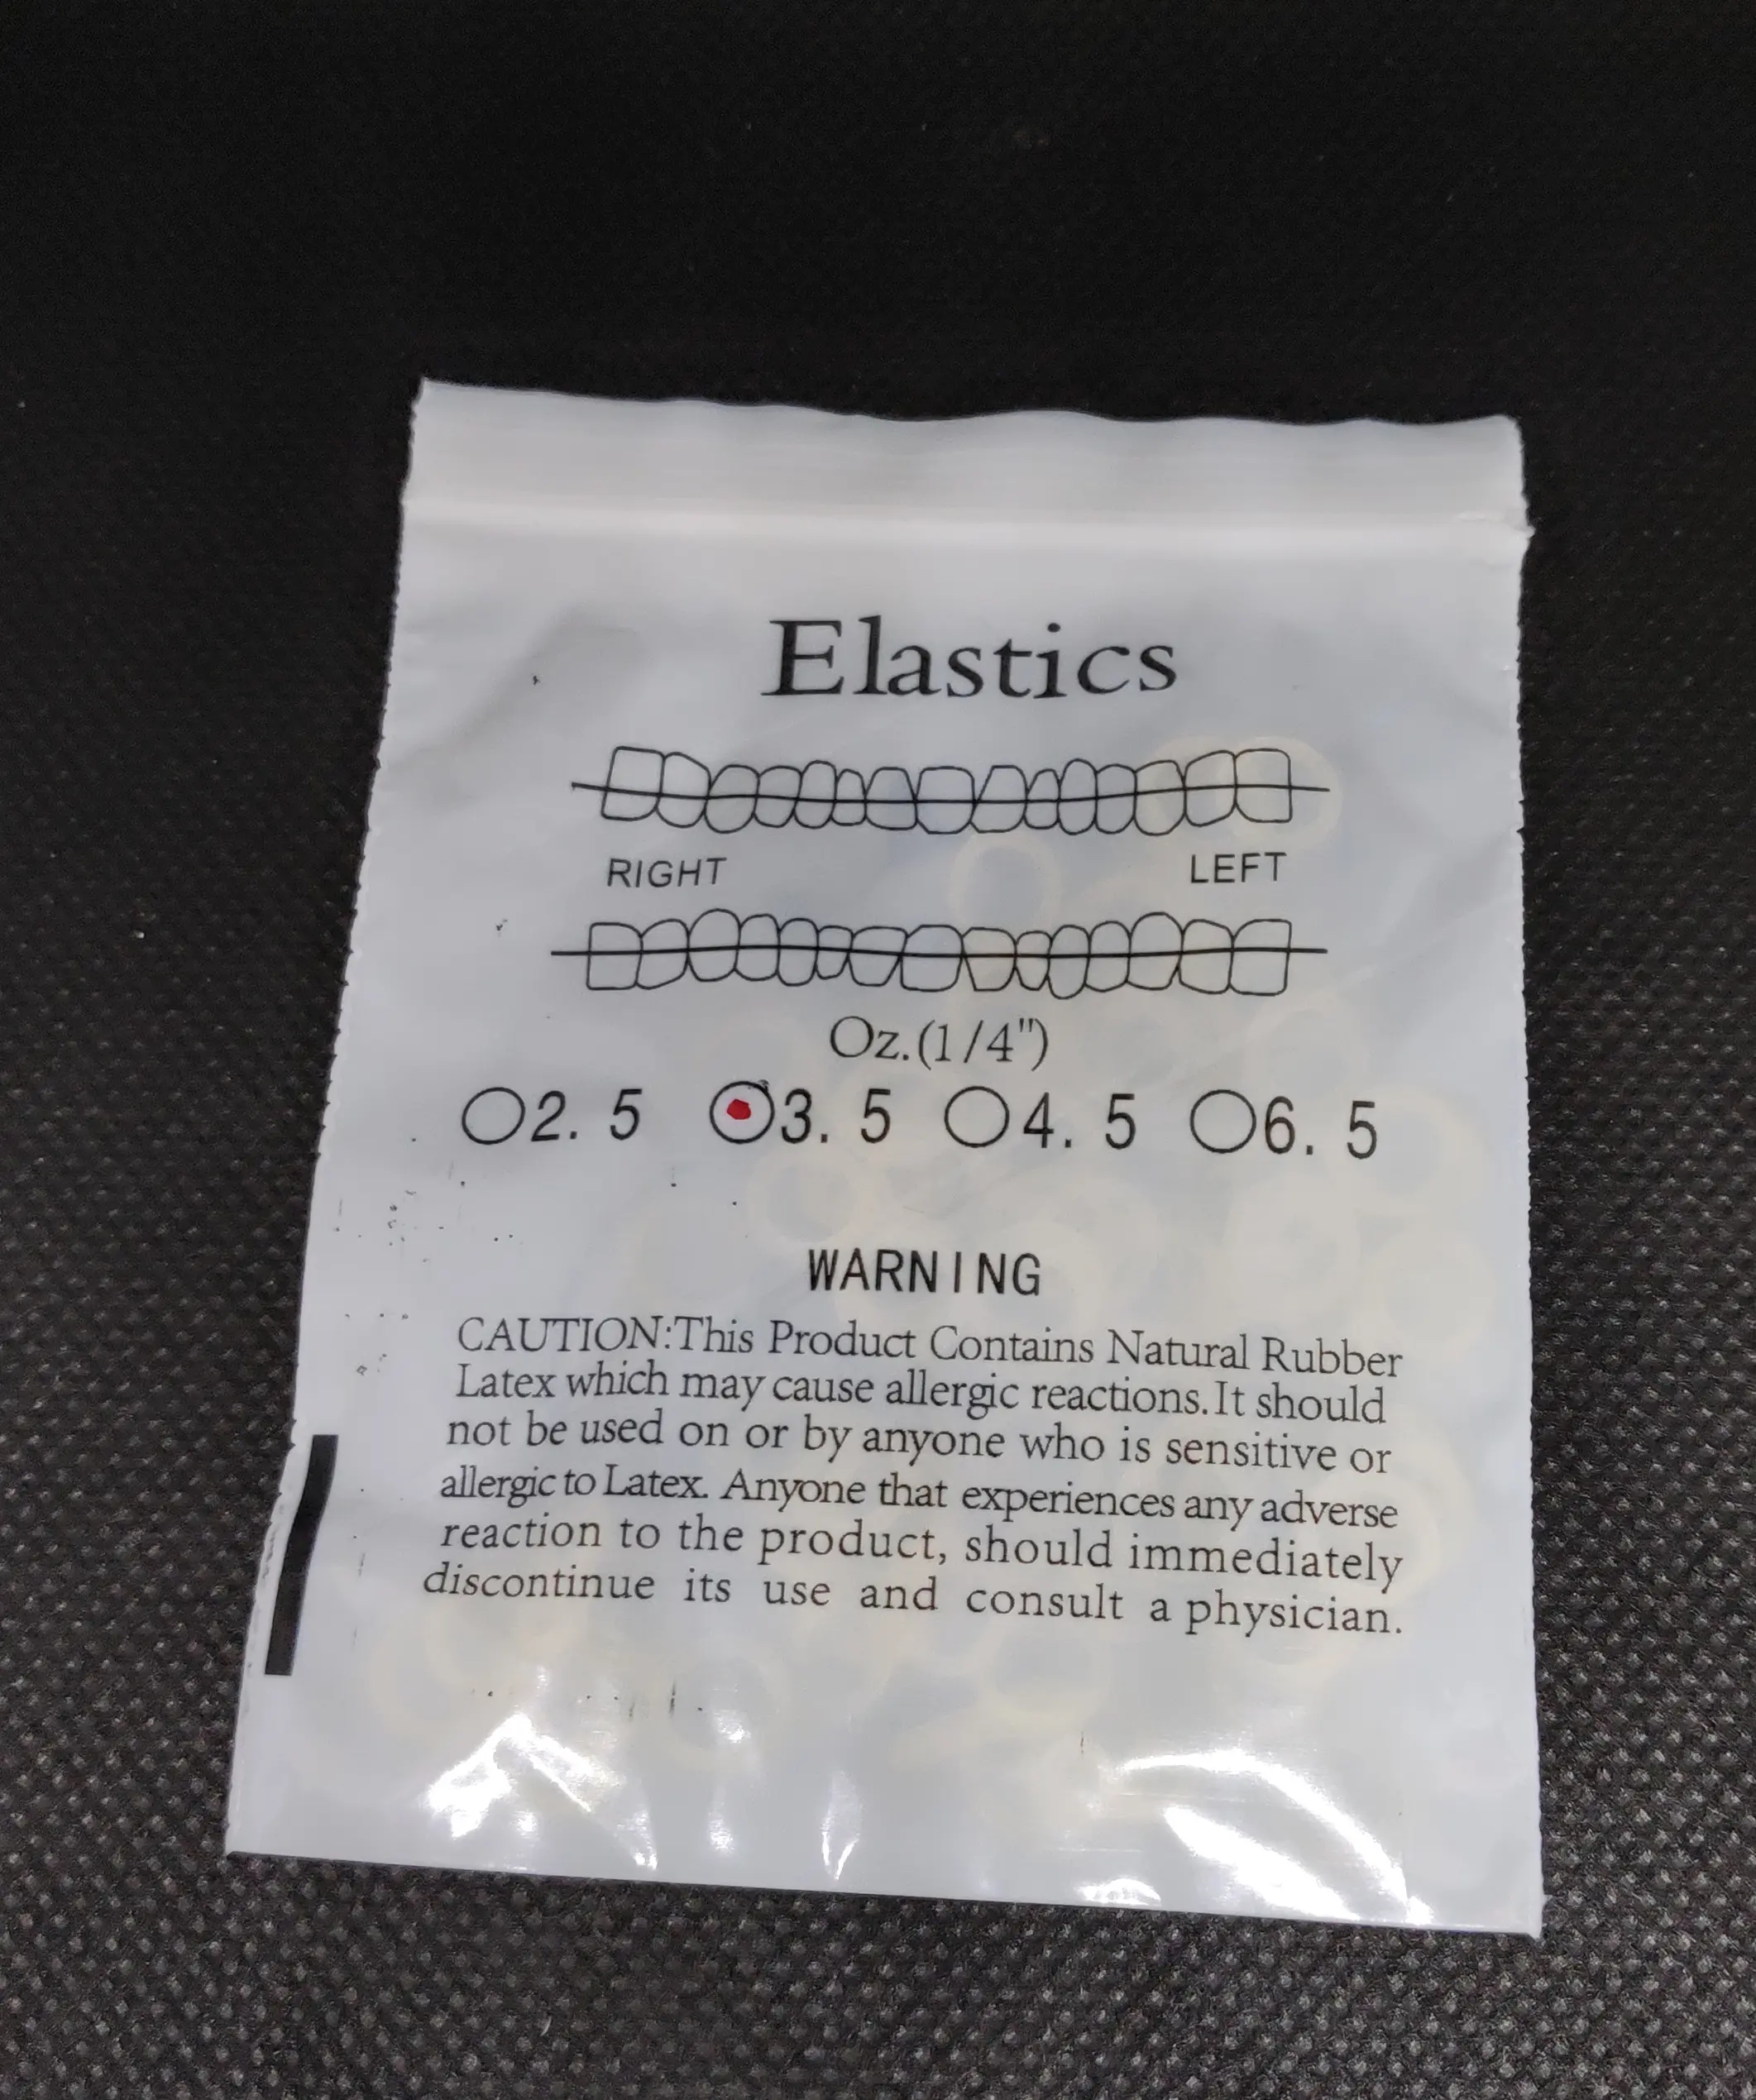 Elastics
RIGHT LEFT
Oz.(1/4")
2.5 3.5 4.5 6.5
WARNING
CAUTION:This Product Contains Natural Rubber
Latex which may cause allergic reactions.It should
not be used on or by anyone who is sensitive or
allergic to Latex. Anyone that experiences any adverse
reaction to the product, should immediately
discontinue its use and consult a physician.